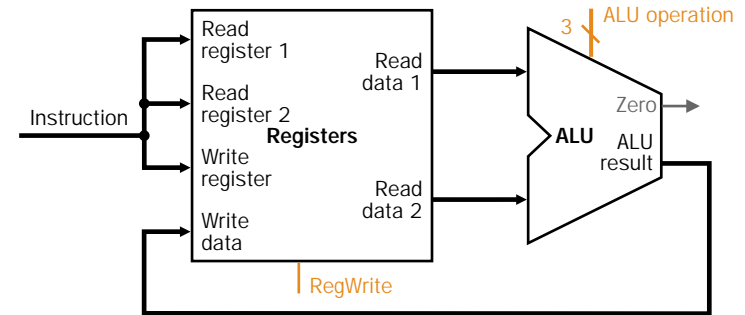 ALU operation
3
Read
register 1
Read
data 1
Read
register 2
Instruction
Registers
Write
register
Write
data
Read
data 2
RegWrite
Zero
ALU
ALU
result